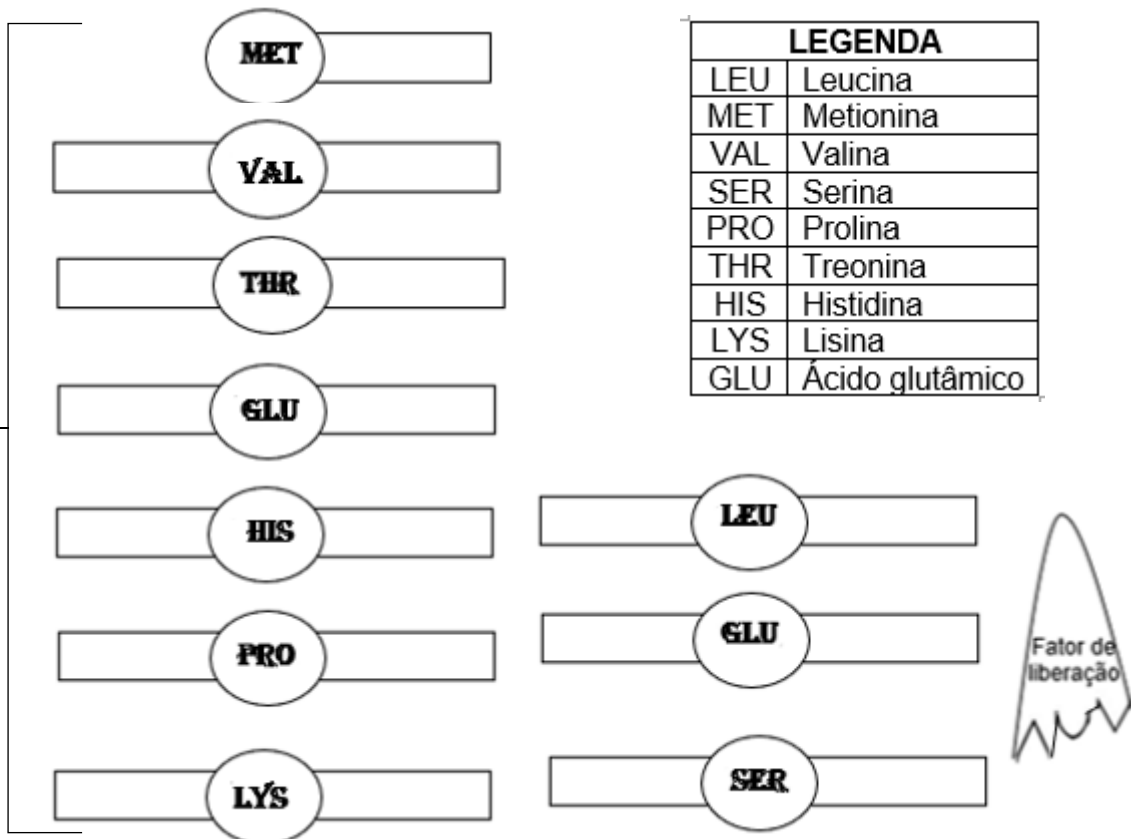 MET
VAL
THR
GLU
HIS
PRO
LYS
LEGENDA
LEU Leucina
MET Metionina
VAL Valina
SER Serina
PRO Prolina
THR Treonina
HIS Histidina
LYS Lisina
GLU Ácido glutâmico
LEU
GLU
SER
Fator de
liberação